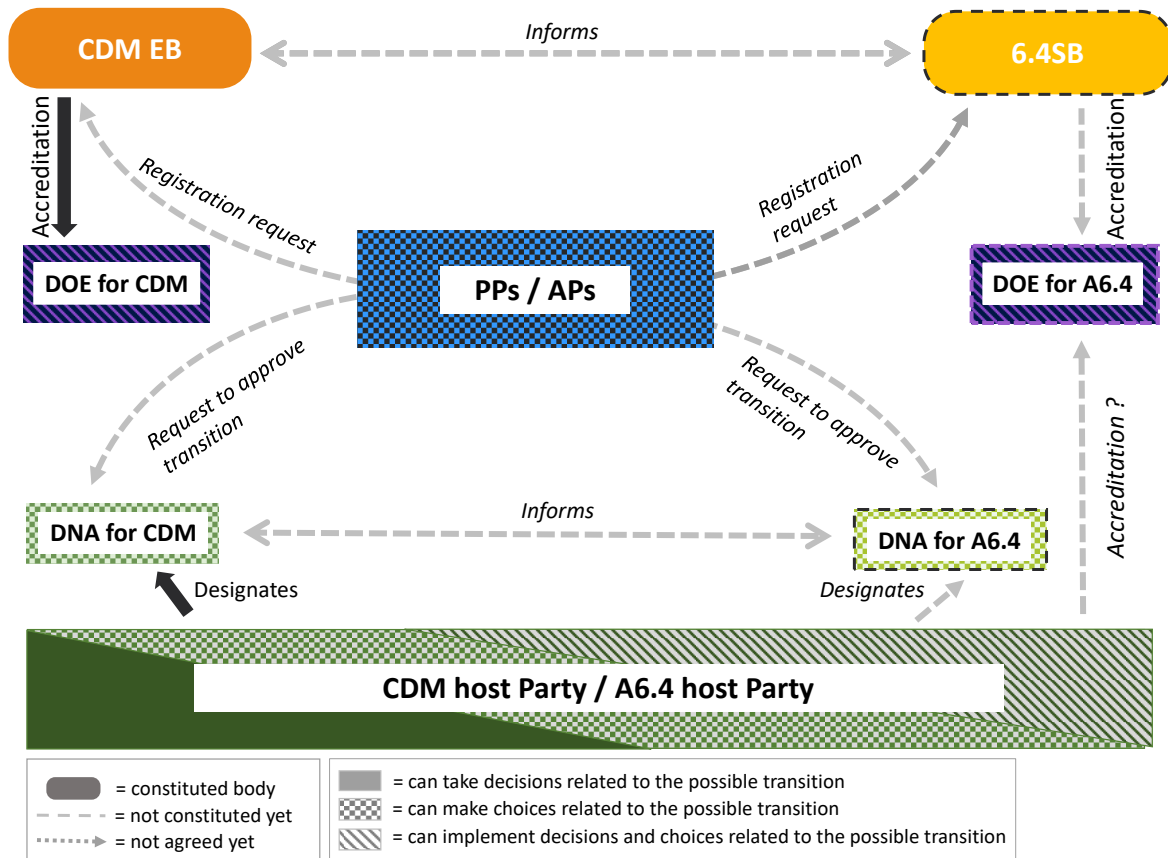 CDM EB
Informs
6.4SB
Accreditation
Registration request
Registration
request
Accreditation
DOE for CDM
PPs / APs
DOE for A6.4
Request to approve
transition
Request to approve
transition
Accreditation ?
DNA for CDM
Informs
DNA for A6.4
Designates
Designates
CDM host Party / A6.4 host Party
= constituted body
= not constituted yet
= not agreed yet
= can take decisions related to the possible transition
= can make choices related to the possible transition
= can implement decisions and choices related to the possible transition